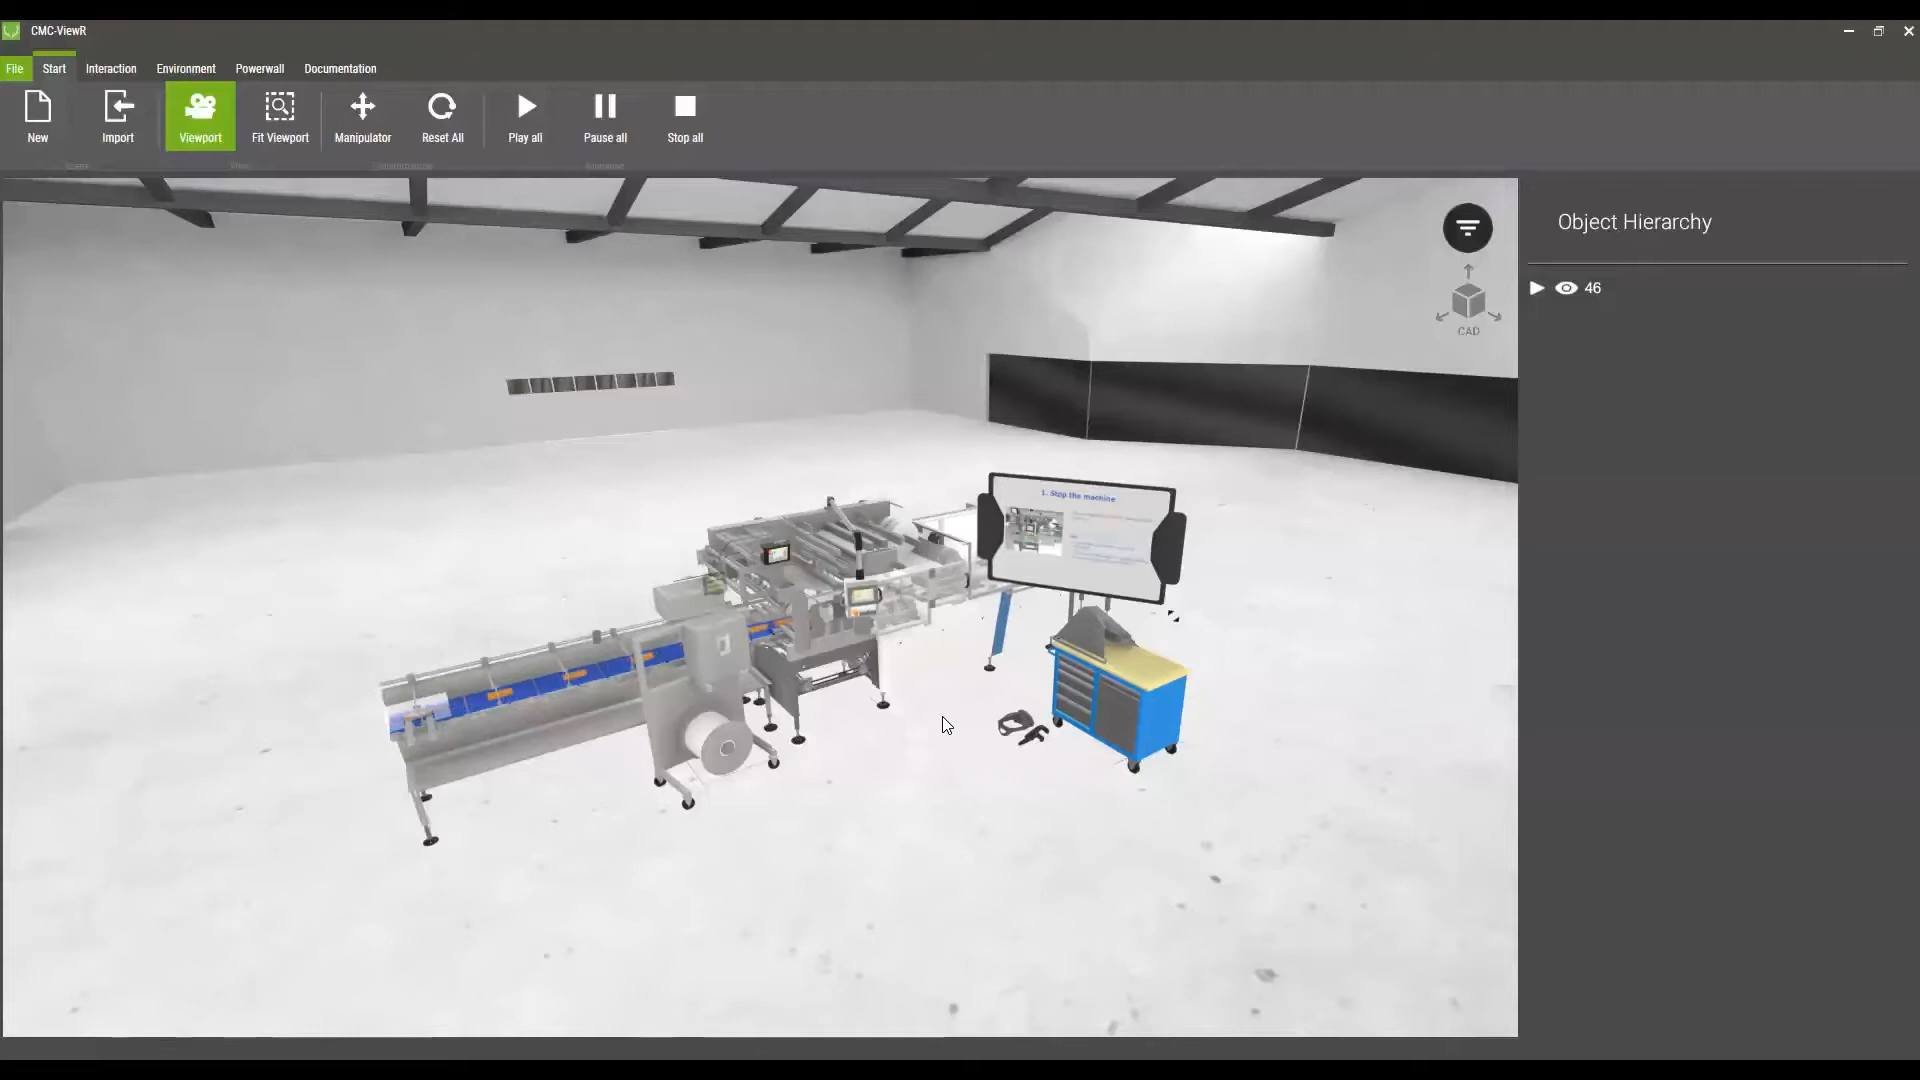 CMC-ViewR
File Start Interaction Environment Powerwall Documentation
New Import Viewport Fit Viewport Manipulator Reset All Play all Pause all Stop all
Object Hierarchy
46
CAD
1. Stop the machine